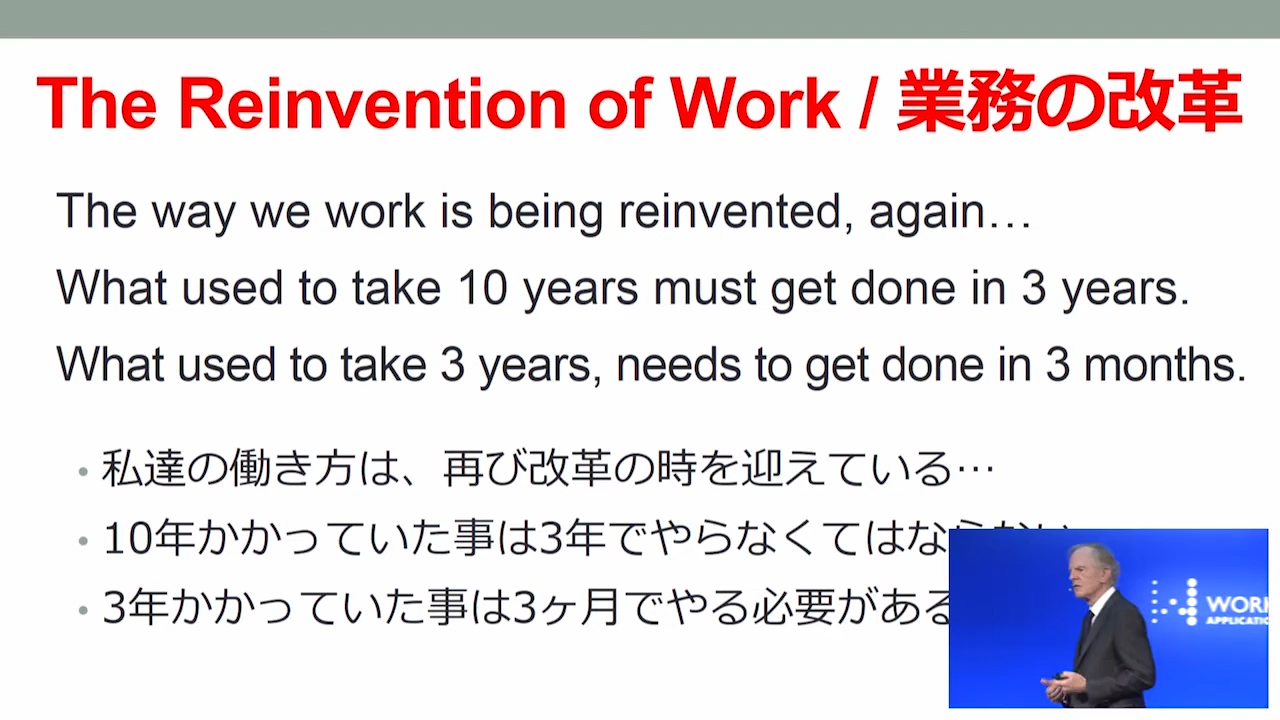 The Reinvention of Work / 業務の改革
The way we work is being reinvented, again…
What used to take 10 years must get done in 3 years.
What used to take 3 years, needs to get done in 3 months.
• 私達の働き方は、再び改革の時を迎えている…
• 10年かかっていた事は3年でやらなくてはな
• 3年かかっていた事は3ヶ月でやる必要がある
WORK
APPLICATIO